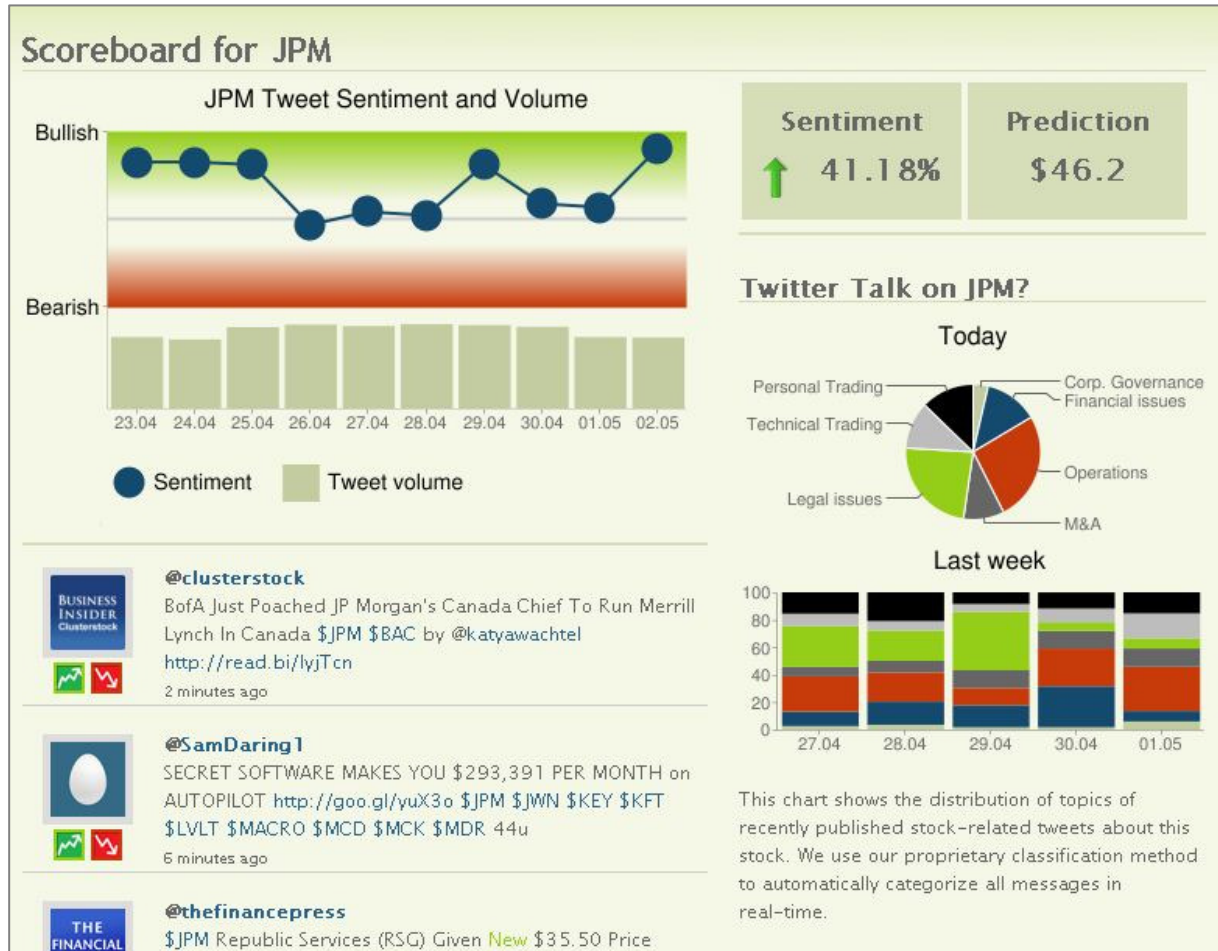 Scoreboard for JPM
JPM Tweet Sentiment and Volume
Bullish
Bearish
23.04 24.04 25.04 26.04 27.04 28.04 29.04 30.04 01.05 02.05
Sentiment
Tweet volume
Sentiment
41.18%
Prediction
$46.2
Twitter Talk on JPM?
Today
Personal Trading
Technical Trading
Legal issues
Corp. Governance
Financial issues
Operations
M&A
Last week
100
80
60
40
20
0
27.04 28.04 29.04 30.04 01.05
This chart shows the distribution of topics of
recently published stock-related tweets about this
stock. We use our proprietary classification method
to automatically categorize all messages in
real-time.
BUSINESS
INSIDER
Clusterstock
@clusterstock
BofA Just Poached JP Morgan's Canada Chief To Run Merrill
Lynch In Canada $JPM $BAC by @katyawachtel
http://read.bi/lyjTcn
2 minutes ago
@SamDaring1
SECRET SOFTWARE MAKES YOU $293,391 PER MONTH on
AUTOPILOT http://goo.gl/yuX3o $JPM $JWN $KEY $KFT
$LVLT $MACRO $MCD $MCK $MDR 44u
6 minutes ago
THE
FINANCIAL
@thefinancepress
$JPM Republic Services (RSG) Given New $35.50 Price